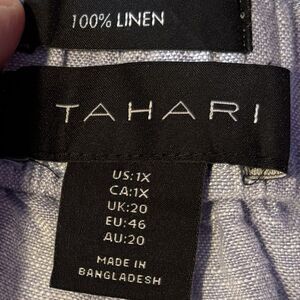 100% LINEN
TAHARI
US:1X
CA:1X
UK:20
EU:46
AU:20
MADE IN
BANGLADESH